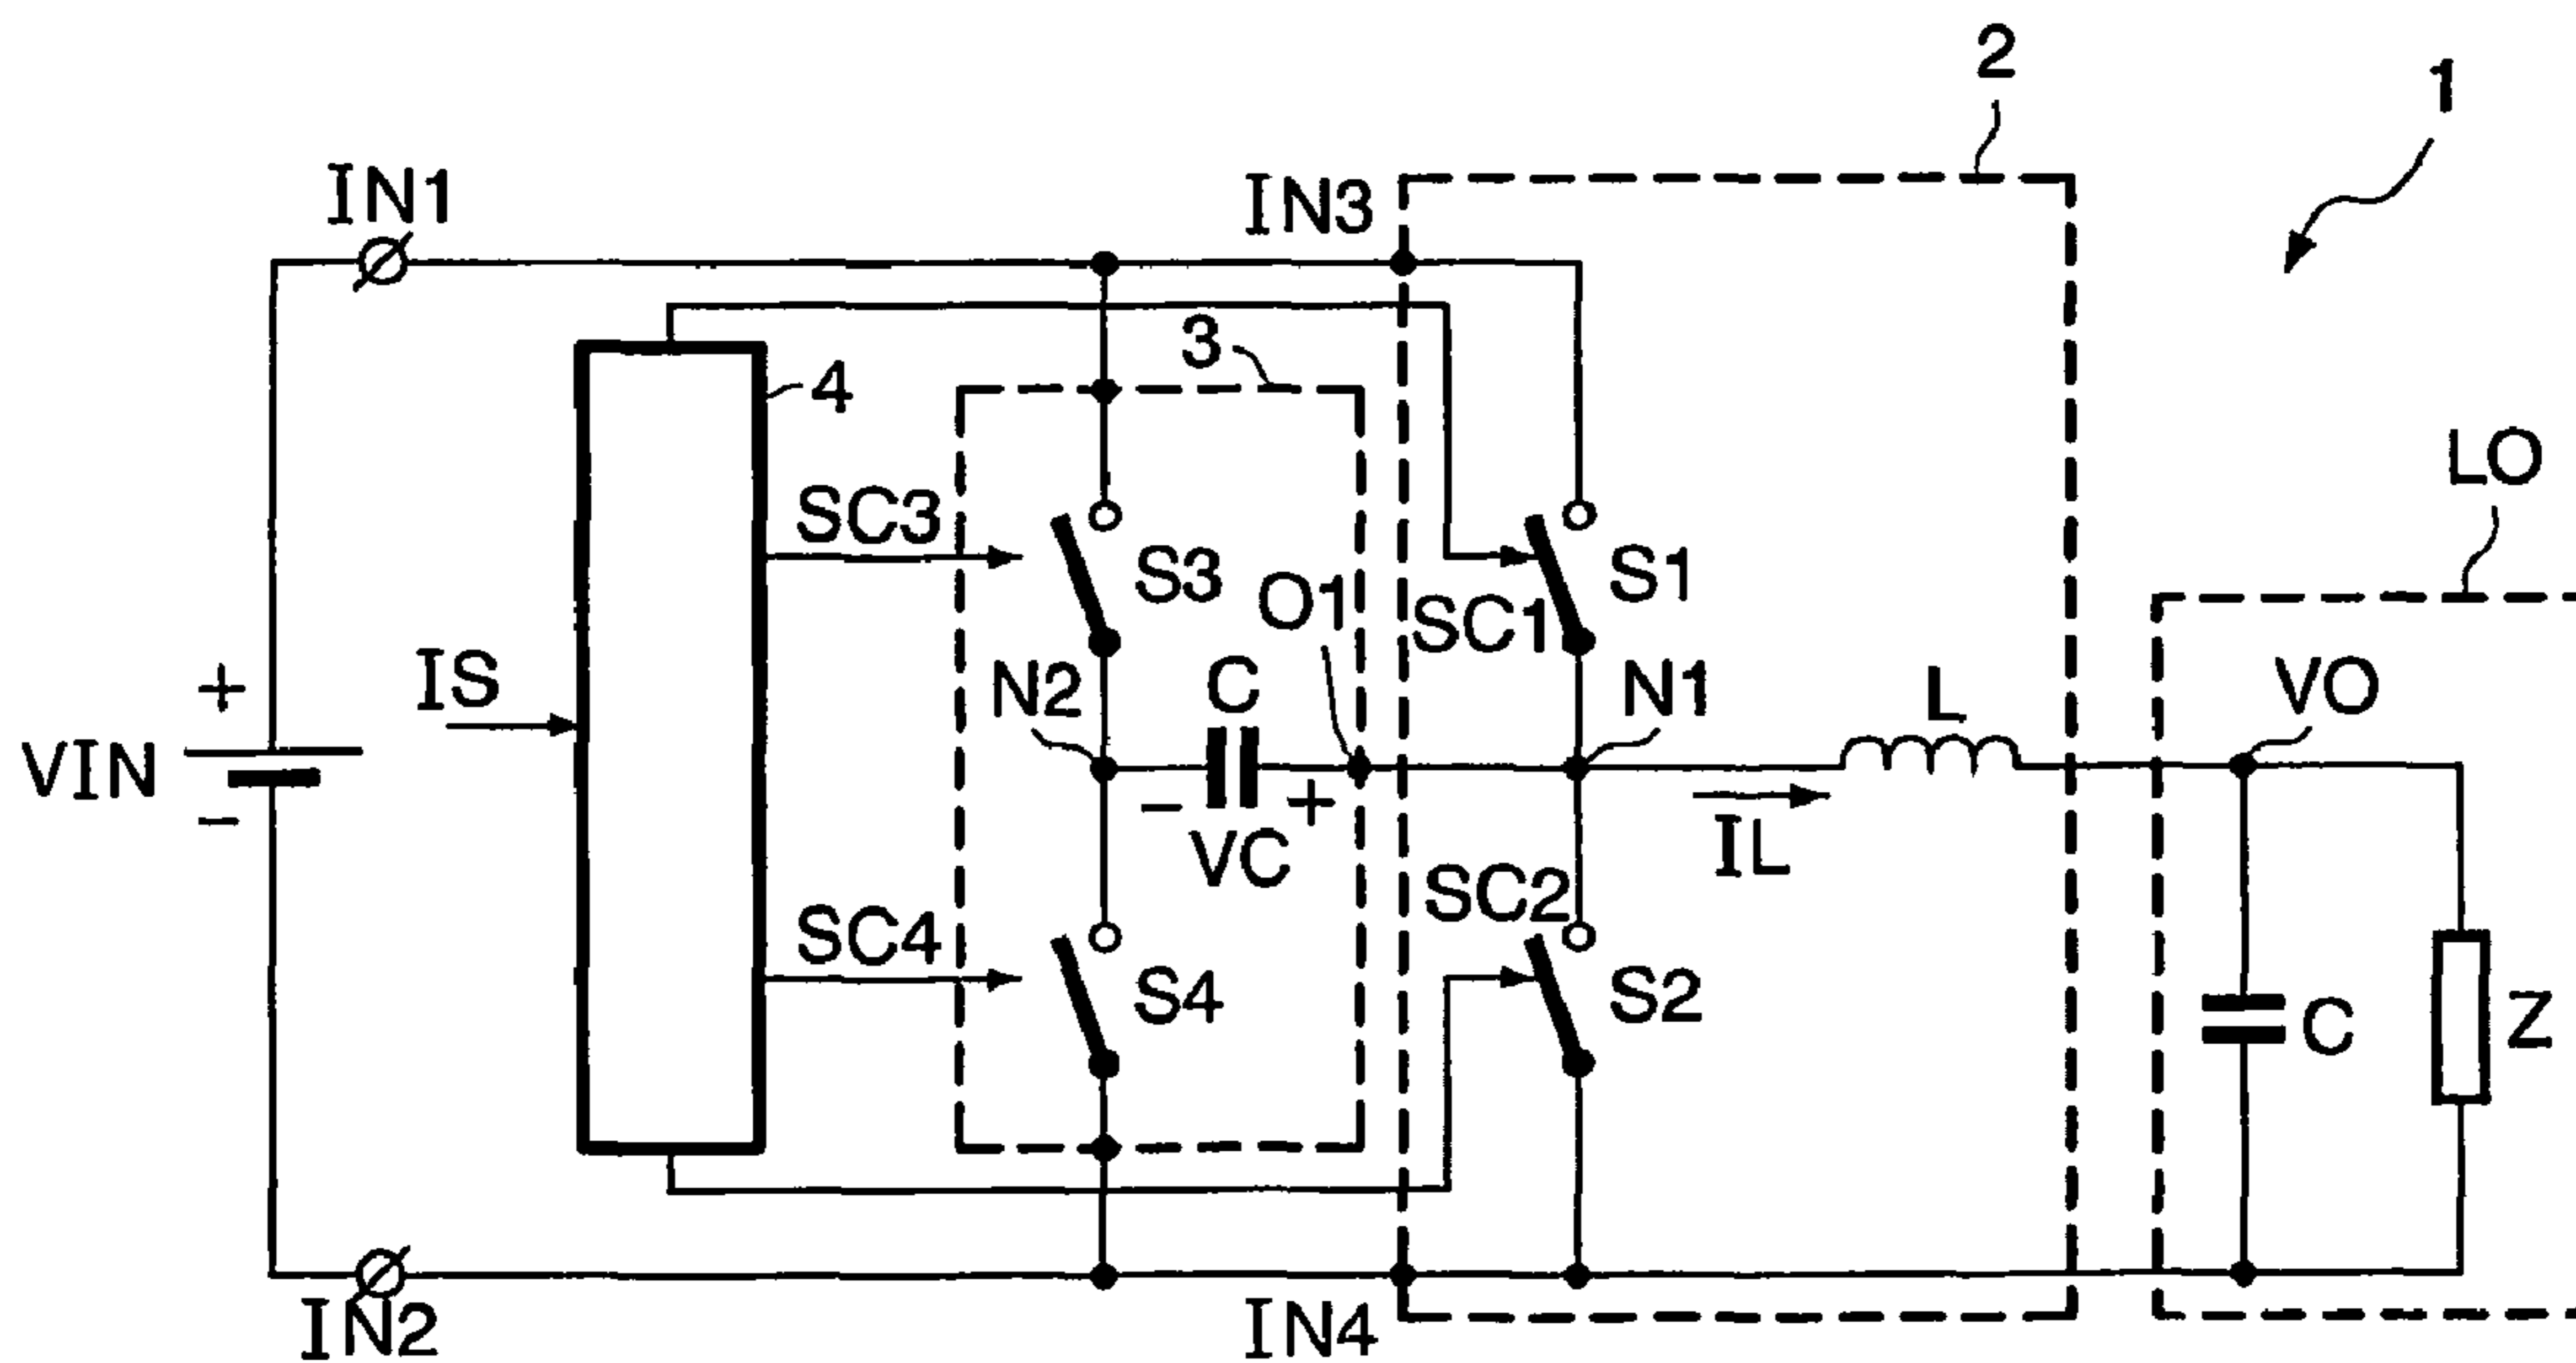 2
1
IN1
IN3
3
4
LO
SC3
S3
S1
O1
SC1
IS
N2
C
N1
L
VO
+
VIN
-
-
+
VC
IL
SC2
SC4
S4
S2
C
Z
IN2
IN4